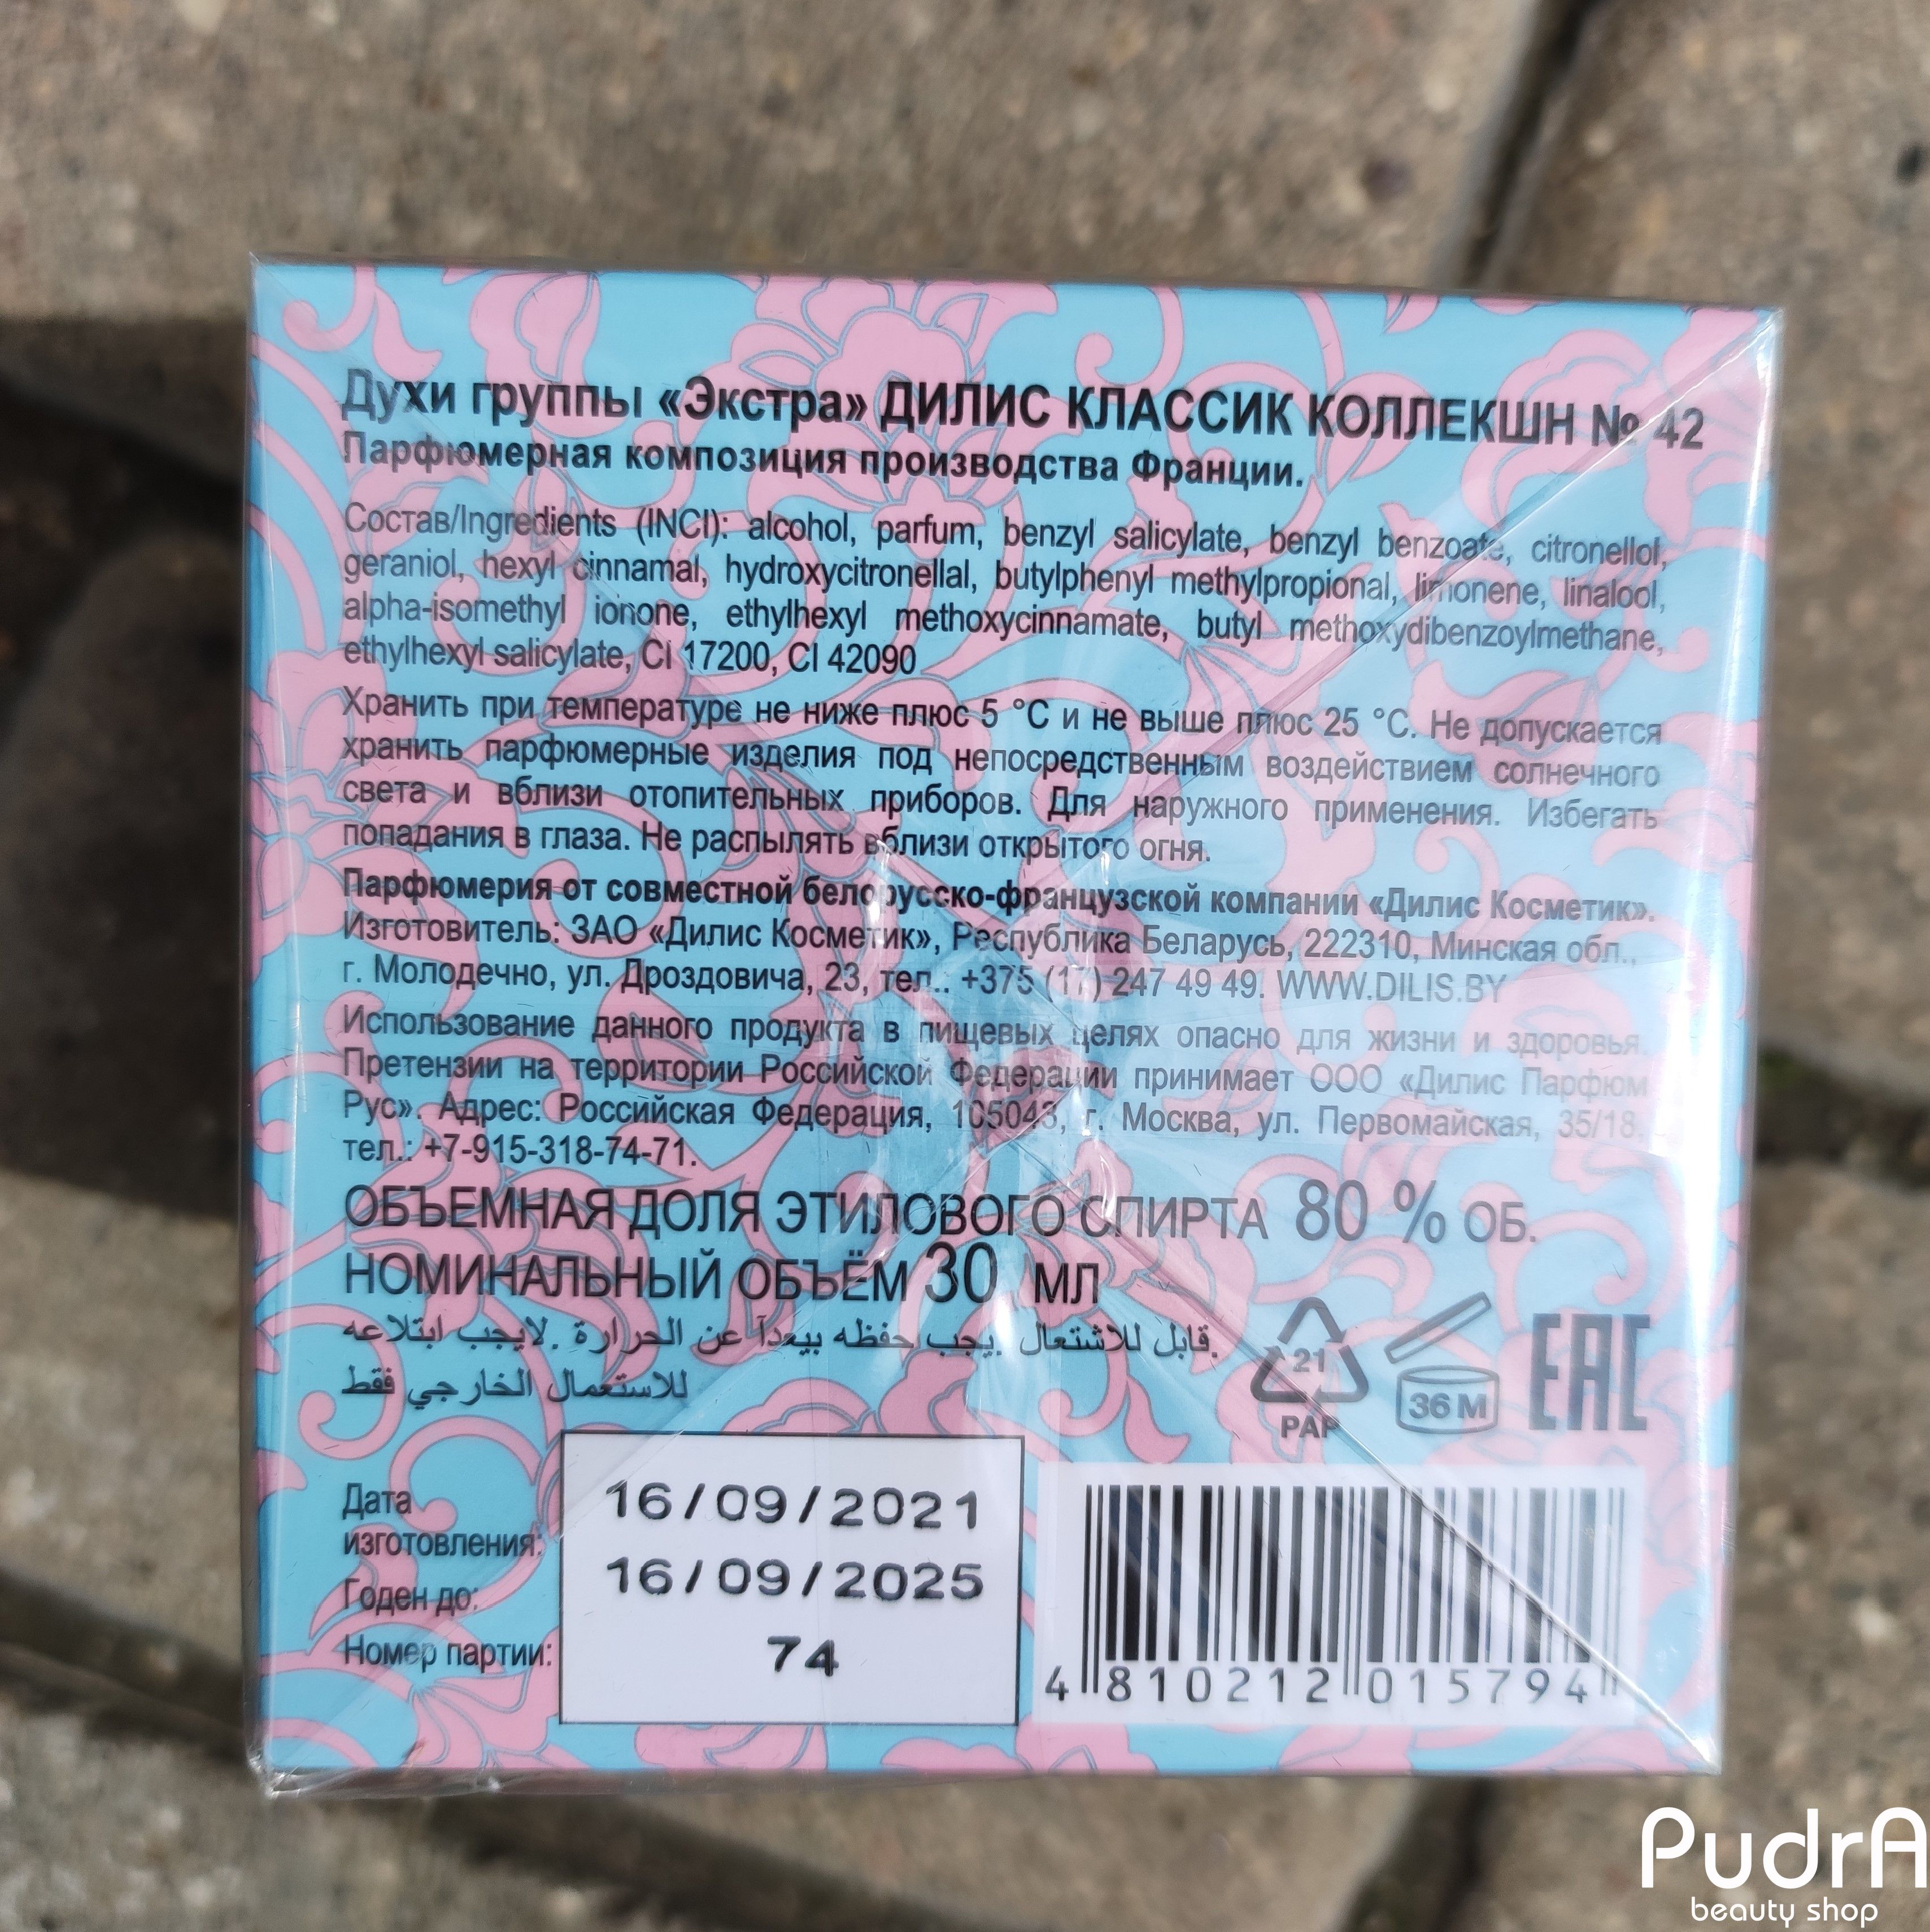 Духи группы «Экстра» ДИЛИС КЛАССИК КОЛЛЕКШН № 42
Парфюмерная композиция производства Франции.
Состав/Ingredients (INCI): alcohol, parfum, benzyl salicylate, benzyl benzoate, citronellol,
geraniol, hexyl cinnamal, hydroxycitronellal, butylphenyl methylpropional, limonene, linalool,
alpha-isomethyl ionone, ethylhexyl methoxycinnamate, butyl methoxydibenzoylmethane,
ethylhexyl salicylate, CI 17200, CI 42090
Хранить при температуре не ниже плюс 5 °С и не выше плюс 25 °С. Не допускается
хранить парфюмерные изделия под непосредственным воздействием солнечного
света и вблизи отопительных приборов. Для наружного применения. Избегать
попадания в глаза. Не распылять вблизи открытого огня.
Парфюмерия от совместной белорусско-французской компании «Дилис Косметик».
Изготовитель: ЗАО «Дилис Косметик», Республика Беларусь, 222310, Минская обл.,
г. Молодечно, ул. Дроздовича, 23, тел.: +375 (17) 247 49 49. WWW.DILIS.BY
Использование данного продукта в пищевых целях опасно для жизни и здоровья.
Претензии на территории Российской Федерации принимает ООО «Дилис Парфюм
Рус». Адрес: Российская Федерация, 105043, г. Москва, ул. Первомайская, 35/18,
тел.: +7-915-318-74-71.
ОБЪЕМНАЯ ДОЛЯ ЭТИЛОВОГО СПИРТА 80 % ОБ.
НОМИНАЛЬНЫЙ ОБЪЁМ 30 МЛ
قابل للاشتعال. يجب حفظه بيعدآ عن الحرارة .لايجب ابتلاعه.
للاستعمال الخارجي فقط
21
PAP
36 M
EAC
Дата
изготовления:
16/09/2021
Годен до:
16/09/2025
Номер партии:
74
4 810212 015794
PudrA
beauty shop